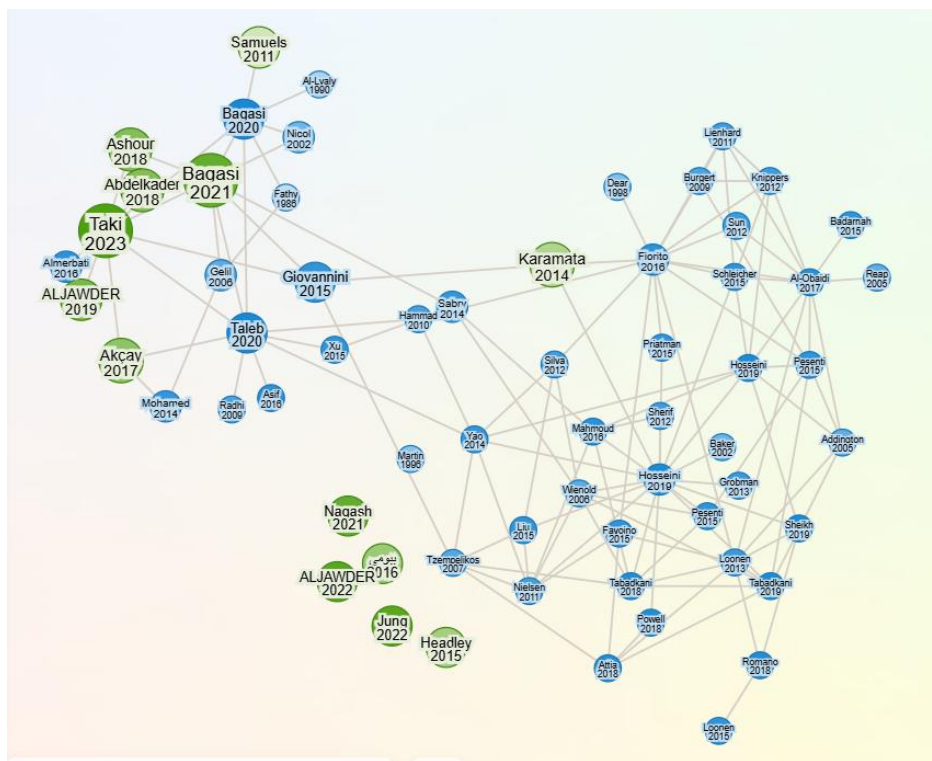 Samuels
2011
Al-Lvaly
1990
Bagasi
2020
Nicol
2002
Ashour
2018
Bagasi
2021
Abdelkader
2018
Fathy
1986
Taki
2023
Almerbati
2016
ALJAWDER
2019
Gelil
2006
Giovannini
2015
Akçay
2017
Taleb
2020
Hammad
2010
Sabry
2014
Xu
2015
Mohamed
2014
Radhi
2009
Asif
2016
Karamata
2014
Dear
1998
Lienhard
2011
Burgert
2009
Knippers
2012
Sun
2012
Badarnah
2015
Fiorito
2016
Schleicher
2015
Al-Obaidi
2017
Reap
2005
Priatman
2015
Silva
2012
Hosseini
2019
Pesenti
2015
Sherif
2012
Mahmoud
2016
Yao
2014
Baker
2002
Addington
2005
Martin
1996
Hosseini
2019
Grobman
2013
Wienold
2006
Pesenti
2015
Sheikh
2019
Liu
2015
Favoino
2015
Tzempelikos
2007
Loonen
2013
Nielsen
2011
Tabadkani
2018
Tabadkani
2019
Nagash
2021
بيومي
2016
ALJAWDER
2022
Jung
2022
Headley
2015
Powell
2018
Attia
2018
Romano
2018
Loonen
2015